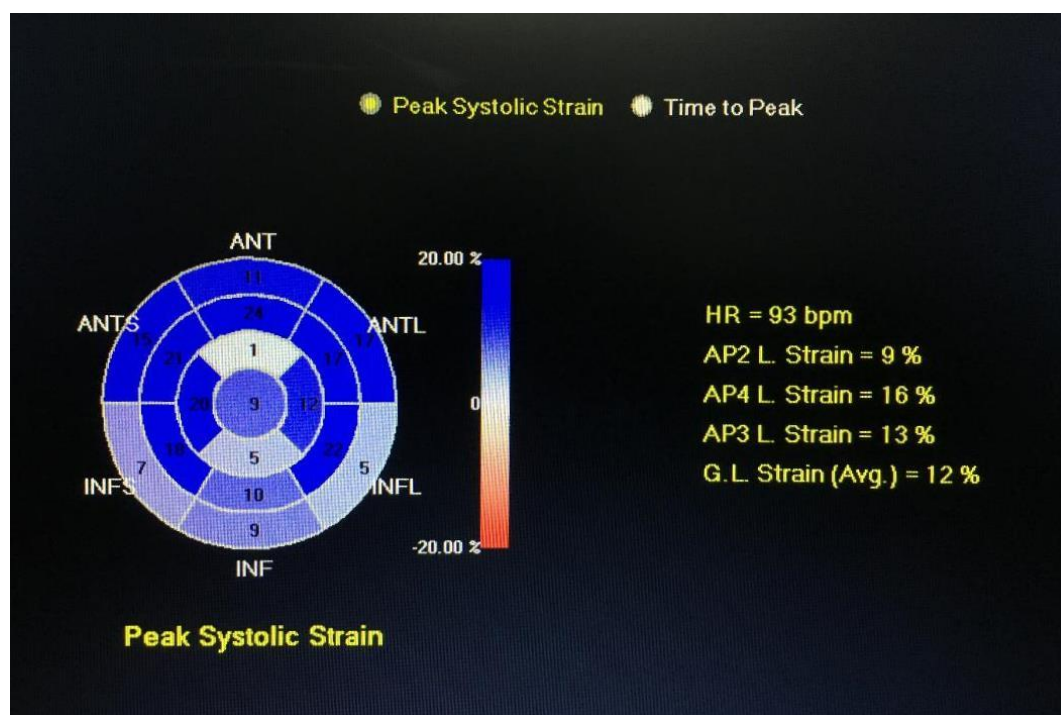 Peak Systolic Strain Time to Peak
ANT
20.00 %
11
24
ANTS ANTL
15 21 1 17 17
HR = 93 bpm
AP2 L. Strain = 9 %
20 9 12 0
AP4 L. Strain = 16 %
AP3 L. Strain = 13 %
18 22
7 5 5
INFS INFL
G.L. Strain (Avg.) = 12 %
10
9
-20.00 %
INF
Peak Systolic Strain